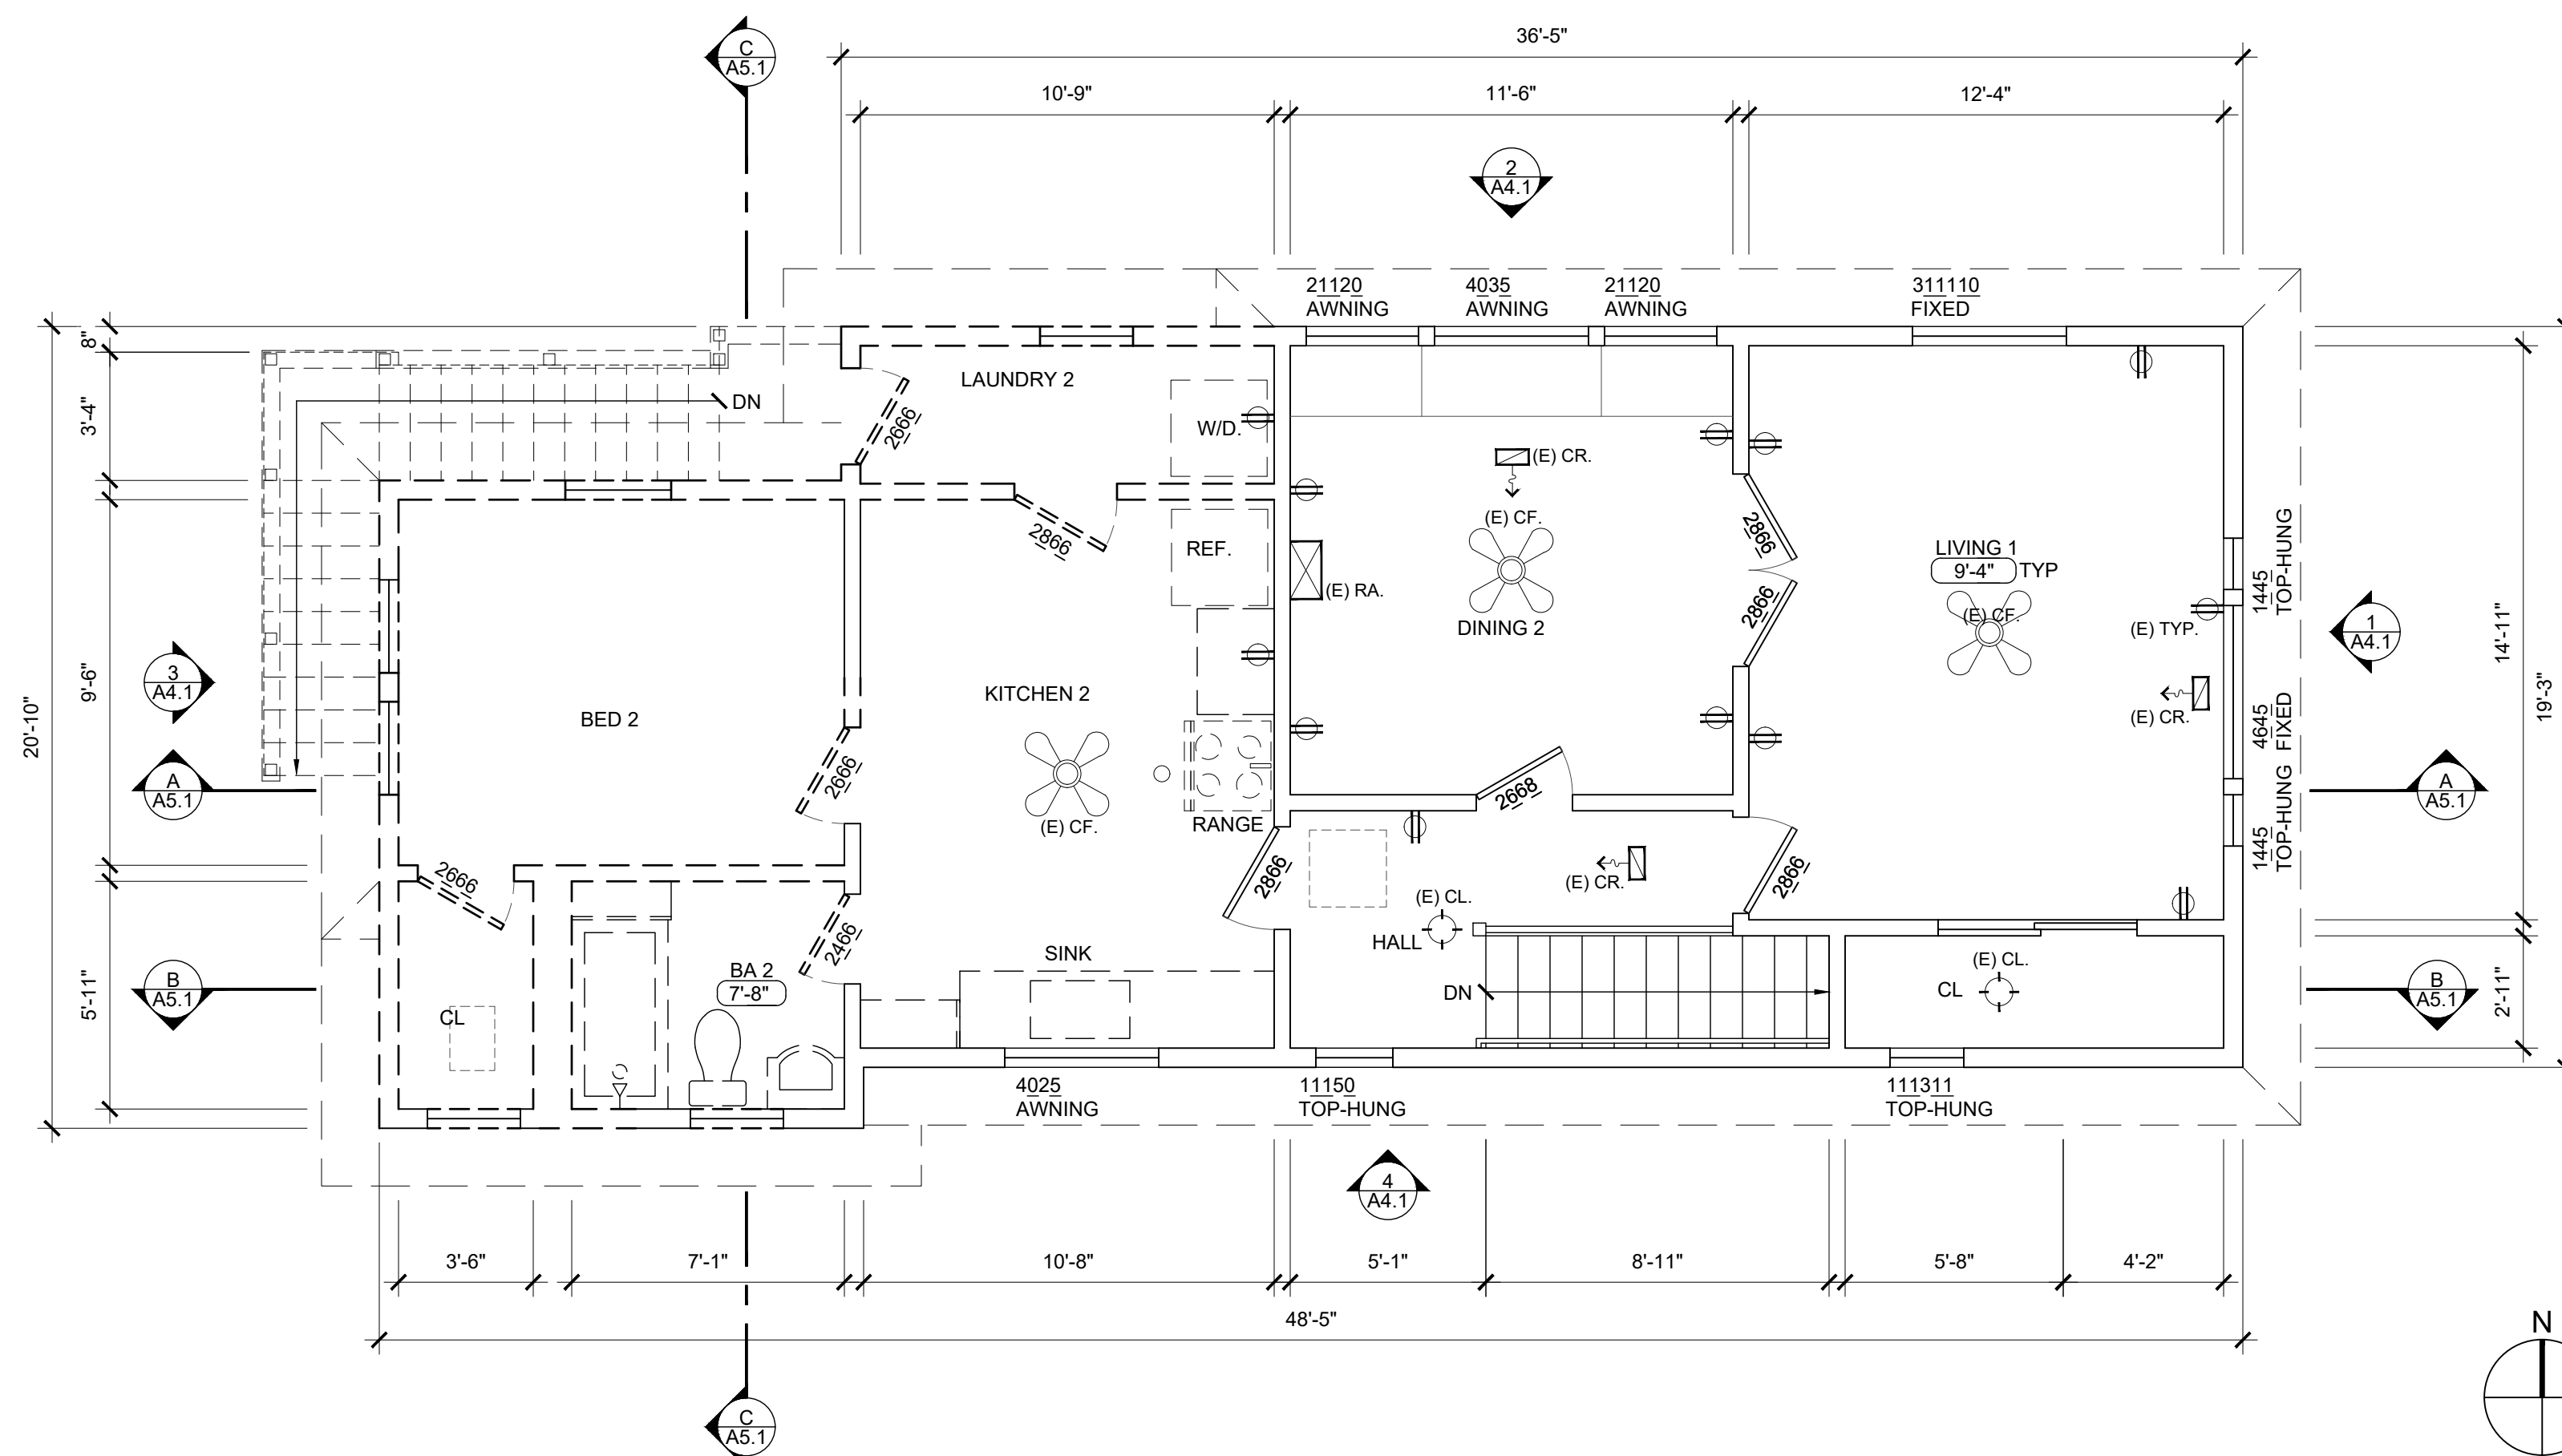 C
A5.1
36'-5"
10'-9"
11'-6"
12'-4"
2
A4.1
21120
AWNING
4035
AWNING
21120
AWNING
311110
FIXED
8"
3'-4"
9'-6"
5'-11"
20'-10"
DN
LAUNDRY 2
2666
W/D.
2866
REF.
(E) CR.
(E) CF.
(E) RA.
DINING 2
2866
2866
LIVING 1
9'-4" TYP
(E) CF.
(E) TYP.
(E) CR.
1445
TOP-HUNG
4645
FIXED
1445
TOP-HUNG
1
A4.1
14'-11"
19'-3"
2'-11"
3
A4.1
A
A5.1
B
A5.1
BED 2
KITCHEN 2
2666
(E) CF.
RANGE
2668
A
A5.1
2666
2466
2866
(E) CR.
2866
(E) CL.
HALL
SINK
BA 2
7'-8"
CL
DN
(E) CL.
CL
B
A5.1
4025
AWNING
11150
TOP-HUNG
111311
TOP-HUNG
4
A4.1
3'-6"
7'-1"
10'-8"
5'-1"
8'-11"
5'-8"
4'-2"
48'-5"
N
C
A5.1